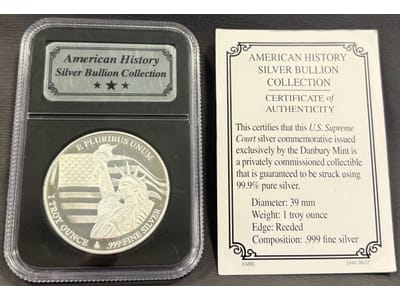 American History
Silver Bullion Collection
E PLURIBUS UNUM
1 TROY OUNCE .999 FINE SILVER
AMERICAN HISTORY
SILVER BULLION
COLLECTION
CERTIFICATE of
AUTHENTICITY
This certifies that this U.S. Supreme
Court silver commemorative issued
exclusively by the Danbury Mint is
a privately commissioned collectible
that is guaranteed to be struck using
99.9% pure silver.
Diameter: 39 mm
Weight: 1 troy ounce
Edge: Reeded
Composition: .999 fine silver